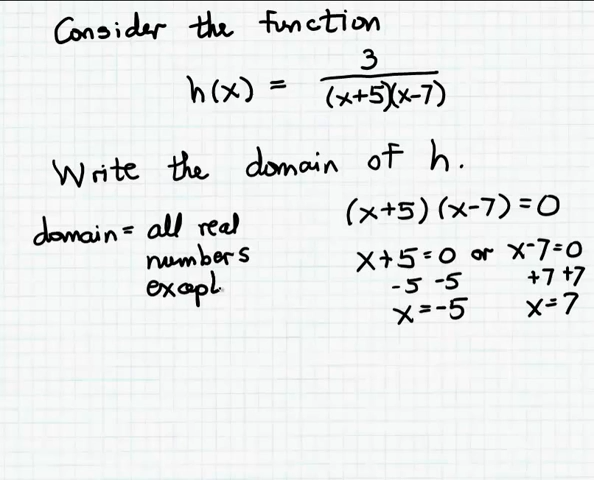 Consider the function
h(x) = 3/((x+5)(x-7))
Write the domain of h.
domain = all real
numbers
except
(x+5)(x-7)=0
x+5=0 or x-7=0
-5 -5 +7 +7
x=-5 x=7